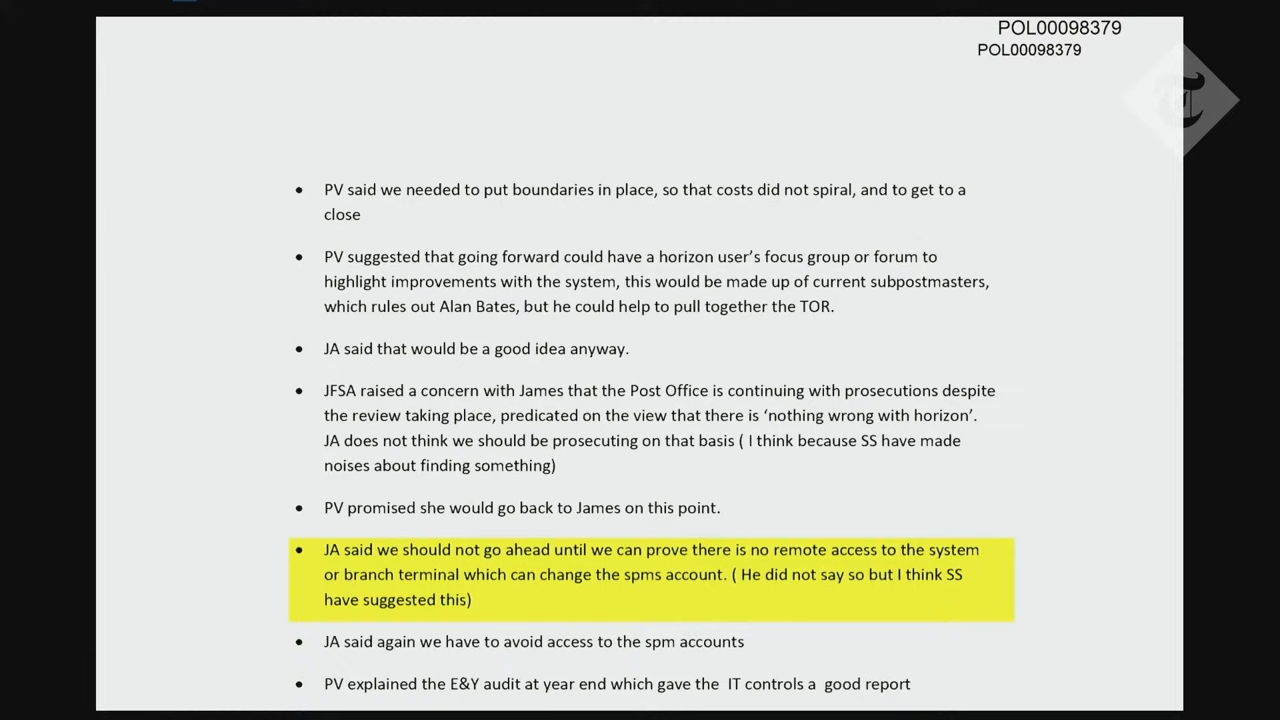 POL00098379
POL00098379
• PV said we needed to put boundaries in place, so that costs did not spiral, and to get to a
close
• PV suggested that going forward could have a horizon user’s focus group or forum to
highlight improvements with the system, this would be made up of current subpostmasters,
which rules out Alan Bates, but he could help to pull together the TOR.
• JA said that would be a good idea anyway.
• JFSA raised a concern with James that the Post Office is continuing with prosecutions despite
the review taking place, predicated on the view that there is ‘nothing wrong with horizon’.
JA does not think we should be prosecuting on that basis ( I think because SS have made
noises about finding something)
• PV promised she would go back to James on this point.
• JA said we should not go ahead until we can prove there is no remote access to the system
or branch terminal which can change the spms account. ( He did not say so but I think SS
have suggested this)
• JA said again we have to avoid access to the spm accounts
• PV explained the E&Y audit at year end which gave the IT controls a good report